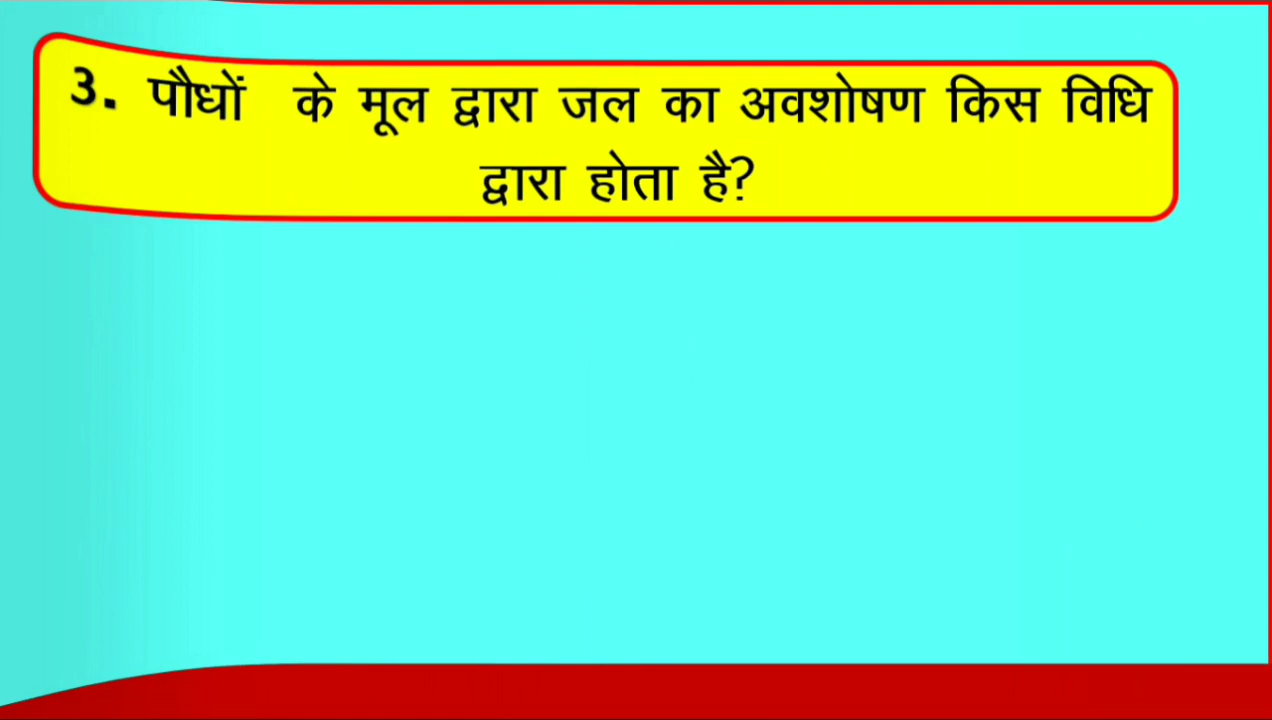 3. पौधों के मूल द्वारा जल का अवशोषण किस विधि
द्वारा होता है?